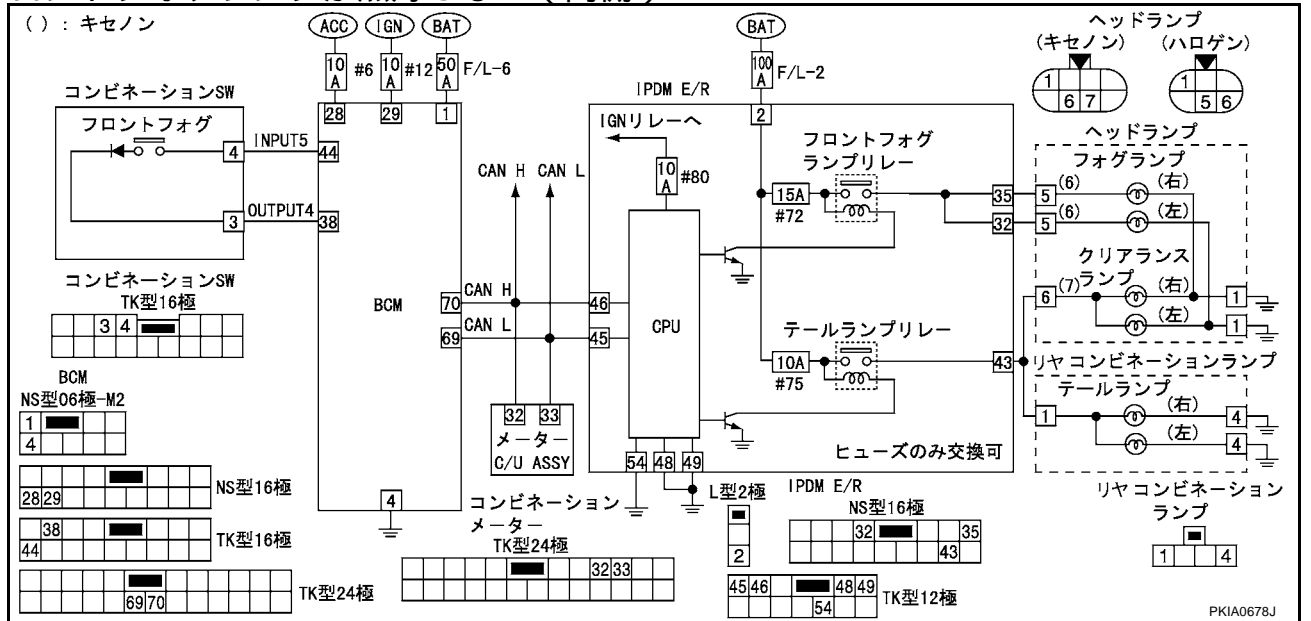 ( ) : キセノン
ACC IGN BAT BAT
10A #6 10A #12 50A F/L-6
100A F/L-2
ヘッドランプ
(キセノン) (ハロゲン)
1 1
6 7 5 6
コンビネーションSW
フロントフォグ
4 INPUT5 44
3 OUTPUT4 38
28 29 1
BCM
70 CAN H
69 CAN L
4
CAN H CAN L
32 33
メーター
C/U ASSY
IPDM E/R
2
IGNリレーへ
10A #80
CPU
46
45
54 48 49
フロントフォグ
ランプリレー
15A
#72
35
32
テールランプリレー
10A
#75
43
ヒューズのみ交換可
ヘッドランプ
フォグランプ
5 (6) (右)
5 (6) (左)
クリアランス
ランプ
6 (7) (右) 1
(左) 1
リヤコンビネーションランプ
テールランプ
1 (右) 4
(左) 4
コンビネーションSW
TK型16極
3 4
BCM
NS型06極-M2
1
4
28 29 NS型16極
38
44 TK型16極
69 70 TK型24極
コンビネーション
メーター
TK型24極
32 33
L型2極
2
IPDM E/R
NS型16極
32 35
43
45 46 48 49
54 TK型12極
リヤコンビネーション
ランプ
1 4
PKIA0678J